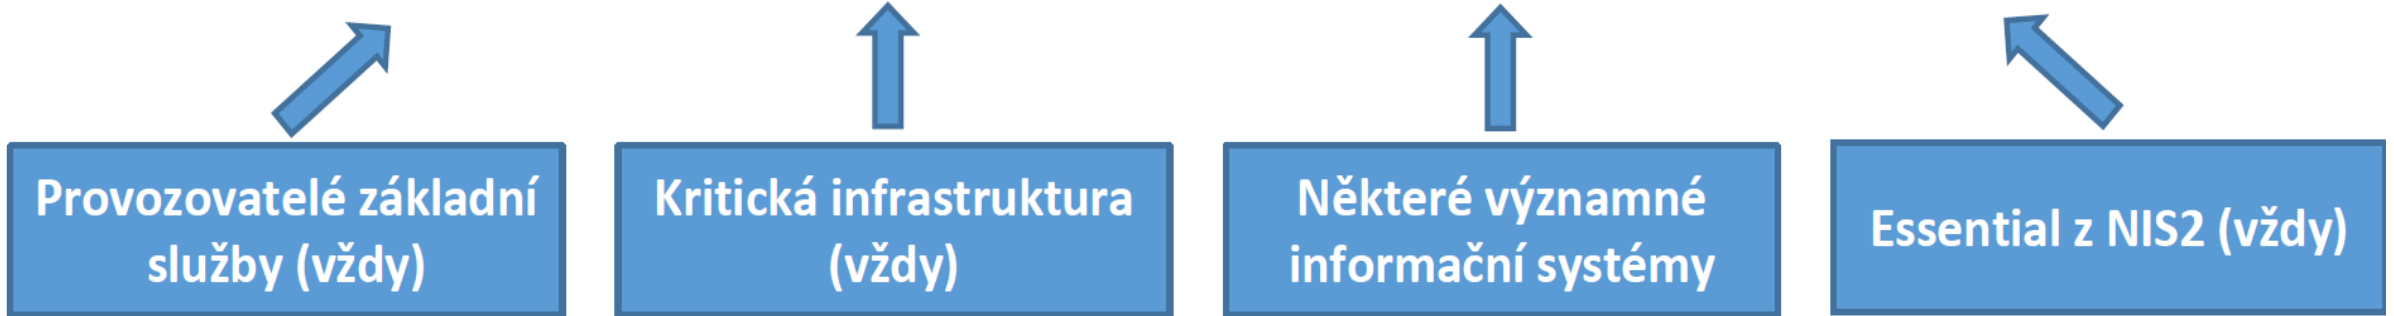 Provozovatelé základní
služby (vždy)
Kritická infrastruktura
(vždy)
Některé významné
informační systémy
Essential z NIS2 (vždy)